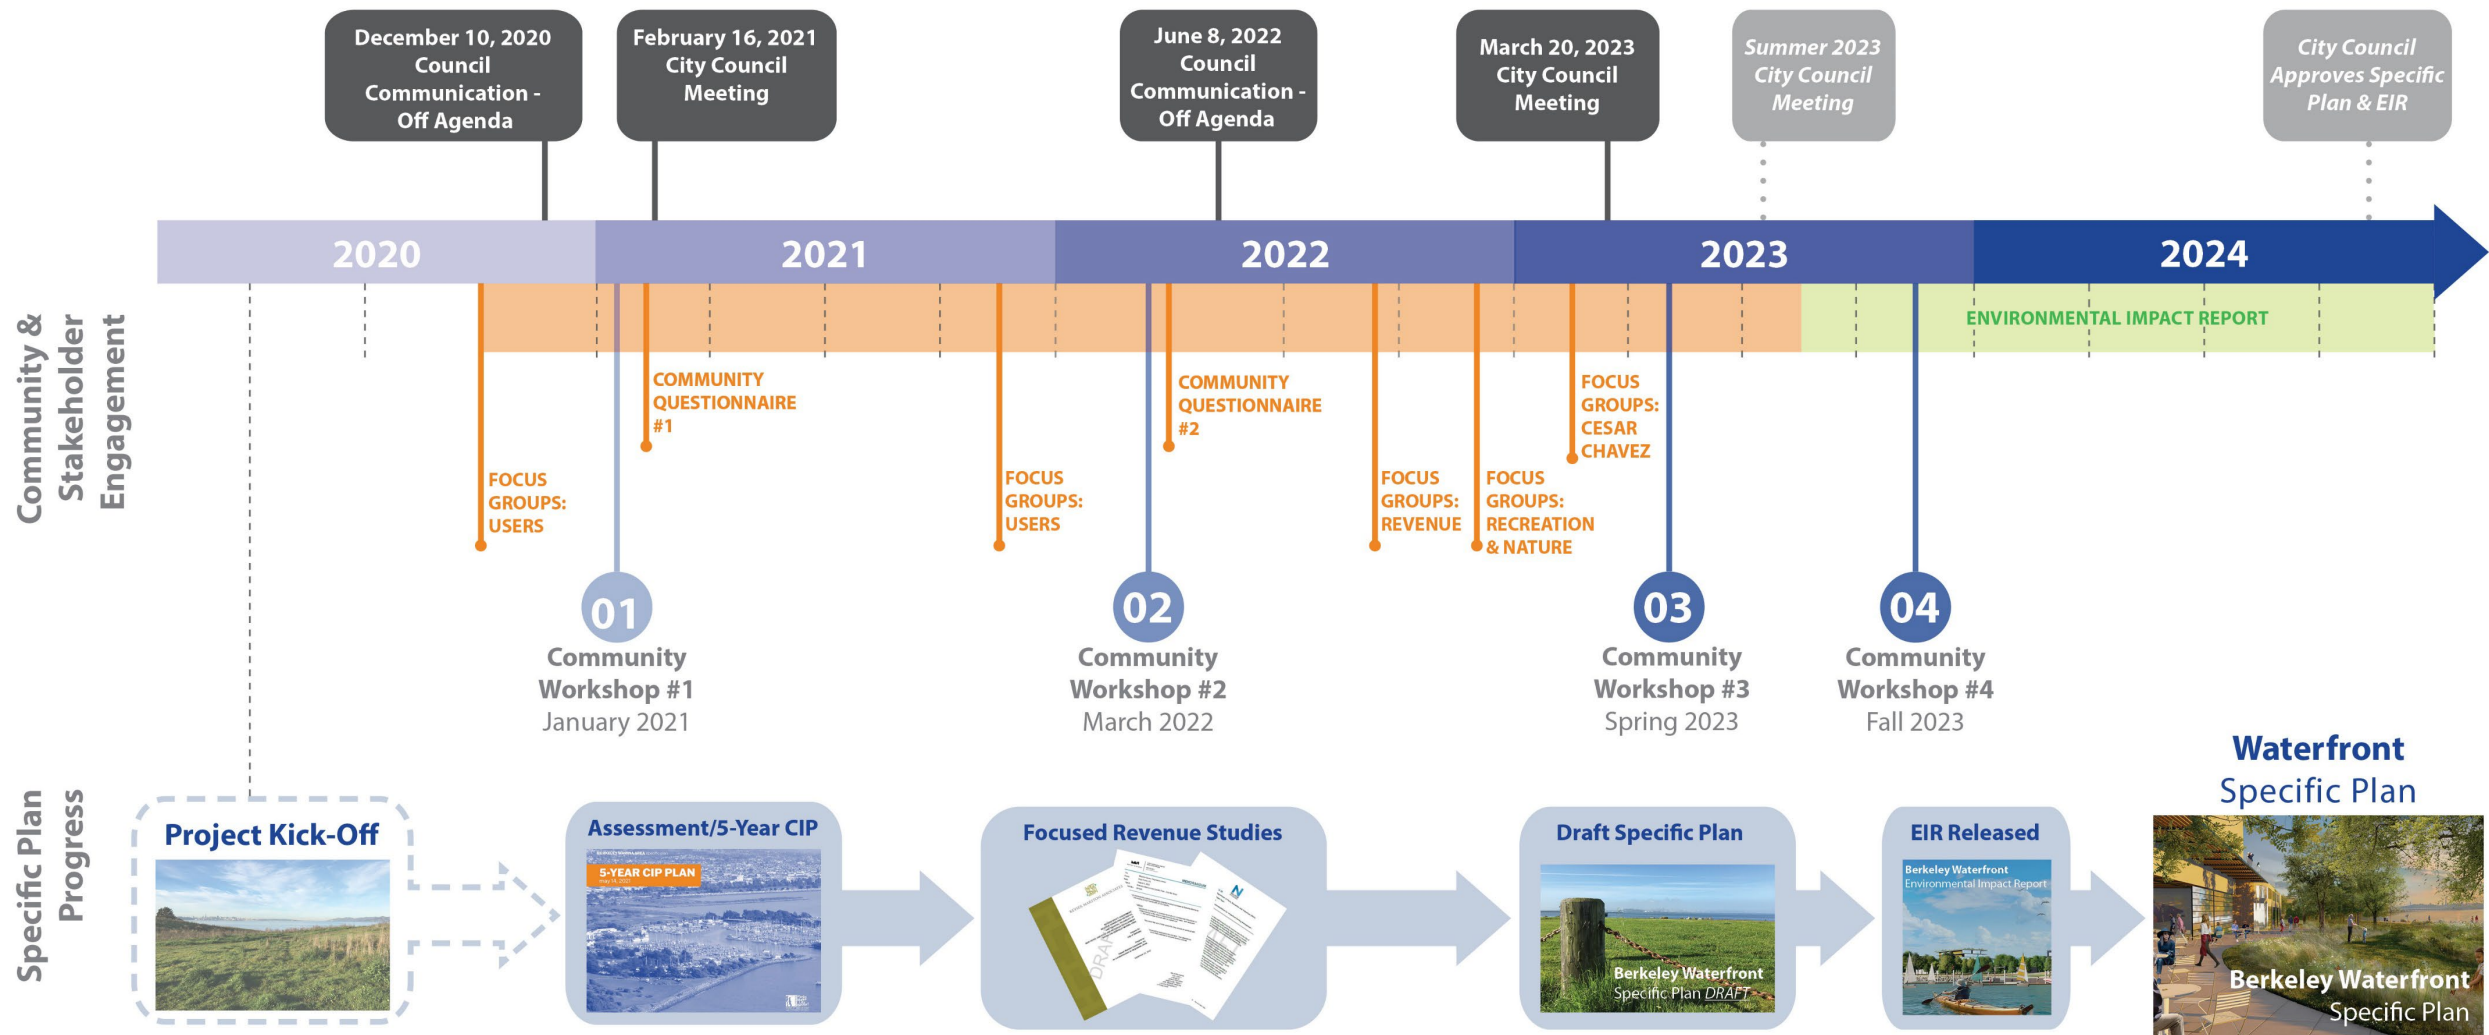 December 10, 2020
Council
Communication -
Off Agenda
February 16, 2021
City Council
Meeting
June 8, 2022
Council
Communication -
Off Agenda
March 20, 2023
City Council
Meeting
Summer 2023
City Council
Meeting
City Council
Approves Specific
Plan & EIR
2020
2021
2022
2023
2024
Community &
Stakeholder
Engagement
ENVIRONMENTAL IMPACT REPORT
FOCUS
GROUPS:
USERS
COMMUNITY
QUESTIONNAIRE
#1
FOCUS
GROUPS:
USERS
COMMUNITY
QUESTIONNAIRE
#2
FOCUS
GROUPS:
REVENUE
FOCUS
GROUPS:
RECREATION
& NATURE
FOCUS
GROUPS:
CESAR
CHAVEZ
01
Community
Workshop #1
January 2021
02
Community
Workshop #2
March 2022
03
Community
Workshop #3
Spring 2023
04
Community
Workshop #4
Fall 2023
Specific Plan
Progress
Project Kick-Off
Assessment/5-Year CIP
5-YEAR CIP PLAN
Focused Revenue Studies
DRAFT
Draft Specific Plan
Berkeley Waterfront
Specific Plan DRAFT
EIR Released
Berkeley Waterfront
Environmental Impact Report
Waterfront
Specific Plan
Berkeley Waterfront
Specific Plan